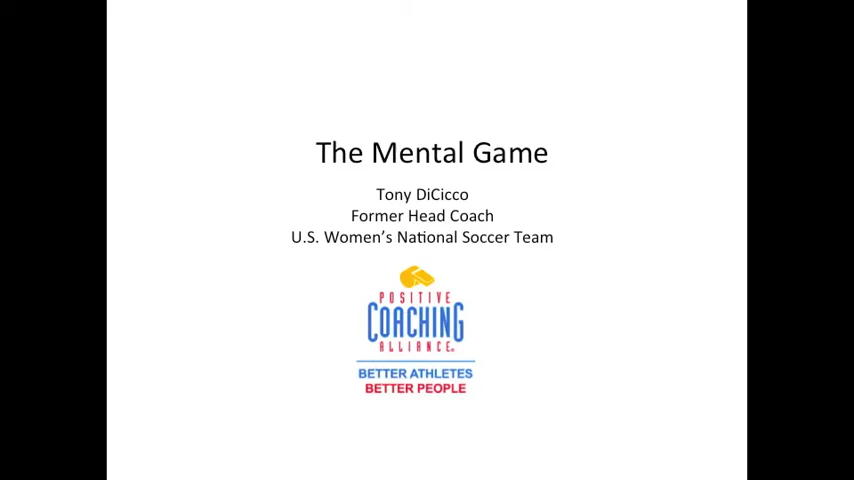 The Mental Game
Tony DiCicco
Former Head Coach
U.S. Women's National Soccer Team
POSITIVE
COACHING
ALLIANCE®
BETTER ATHLETES
BETTER PEOPLE